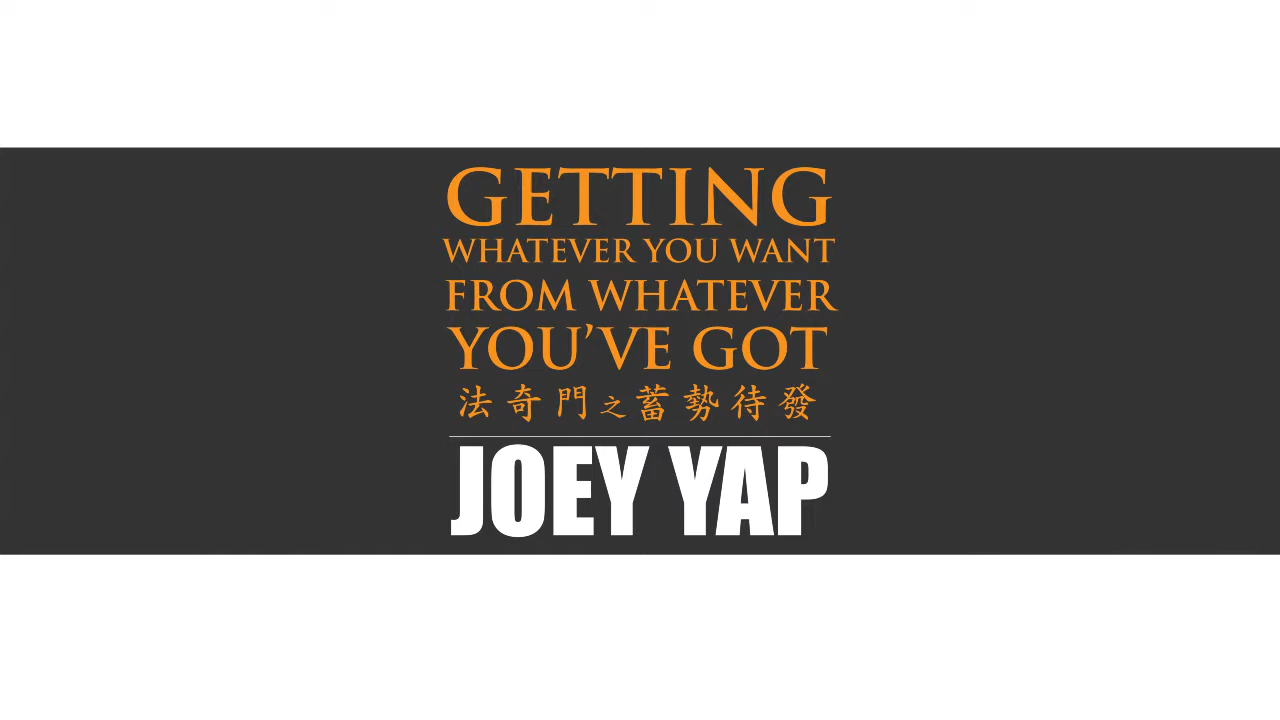 GETTING
WHATEVER YOU WANT
FROM WHATEVER
YOU'VE GOT
法奇門之蓄勢待發
JOEY YAP